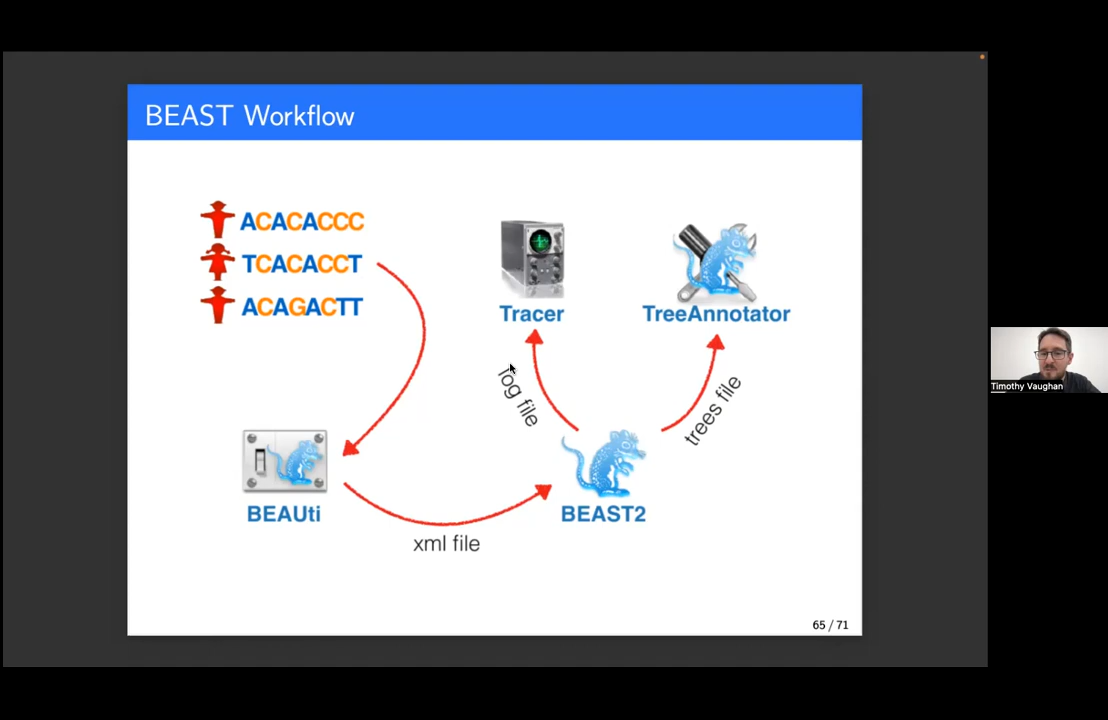 BEAST Workflow
ACACACCC
TCACACCT
ACAGACTT
Tracer
TreeAnnotator
log file
trees file
BEAUti
BEAST2
xml file
65 / 71
Timothy Vaughan